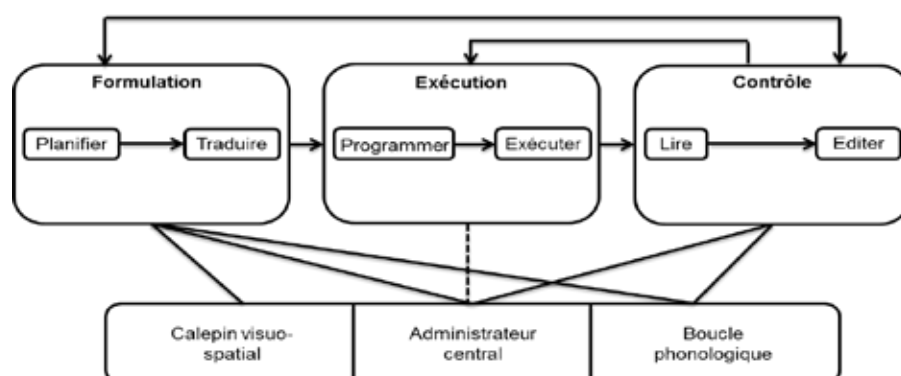 Formulation
Exécution
Contrôle
Planifier
Traduire
Programmer
Exécuter
Lire
Editer
Calepin visuo-
spatial
Administrateur
central
Boucle
phonologique